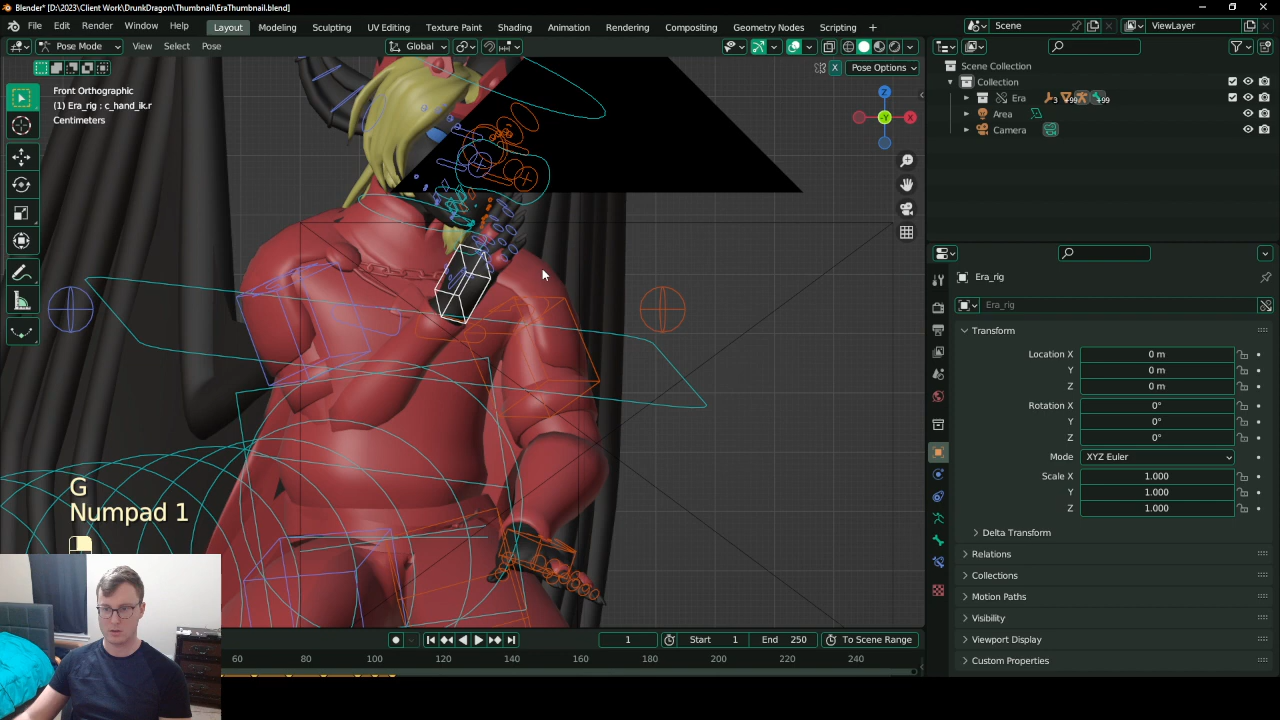 Blender* [D:\2023\Client Work\DrunkDragon\Thumbnail\EraThumbnail.blend]
File Edit Render Window Help Layout Modeling Sculpting UV Editing Texture Paint Shading Animation Rendering Compositing Geometry Nodes Scripting + Scene ViewLayer
Pose Mode View Select Pose Global
X Pose Options
Front Orthographic
(1) Era_rig : c_hand_ik.r
Centimeters
Z
X
-Y
Scene Collection
Collection
Era 3 +99 +99
Area
Camera
Era_rig
Era_rig
Transform
Location X 0 m
Y 0 m
Z 0 m
Rotation X 0°
Y 0°
Z 0°
Mode XYZ Euler
Scale X 1.000
Y 1.000
Z 1.000
Delta Transform
Relations
Collections
Motion Paths
Visibility
Viewport Display
Custom Properties
G
Numpad 1
1 Start 1 End 250 To Scene Range
60 80 100 120 140 160 180 200 220 240